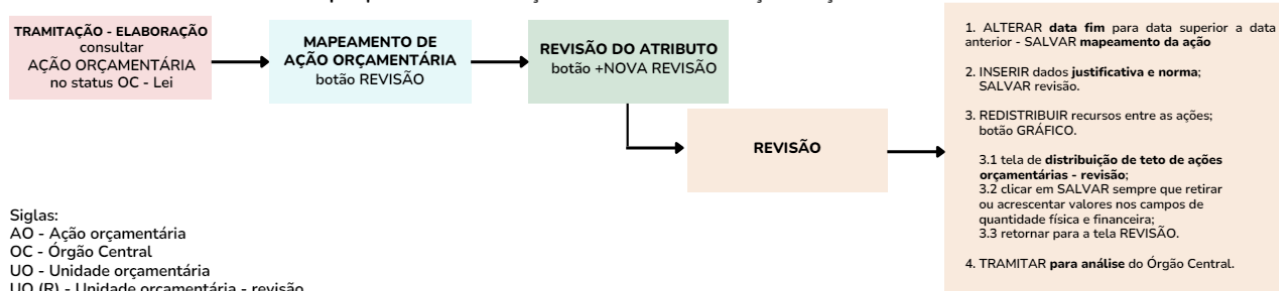 TRAMITAÇÃO - ELABORAÇÃO
consultar
AÇÃO ORÇAMENTÁRIA
no status OC - Lei
MAPEAMENTO DE
AÇÃO ORÇAMENTÁRIA
botão REVISÃO
REVISÃO DO ATRIBUTO
botão +NOVA REVISÃO
REVISÃO
1. ALTERAR data fim para data superior a data
anterior - SALVAR mapeamento da ação
2. INSERIR dados justificativa e norma;
SALVAR revisão.
3. REDISTRIBUIR recursos entre as ações;
botão GRÁFICO.
3.1 tela de distribuição de teto de ações
orçamentárias - revisão;
3.2 clicar em SALVAR sempre que retirar
ou acrescentar valores nos campos de
quantidade física e financeira;
3.3 retornar para a tela REVISÃO.
4. TRAMITAR para análise do Órgão Central.
Siglas:
AO - Ação orçamentária
OC - Órgão Central
UO - Unidade orçamentária
UO (R) - Unidade orçamentária - revisão